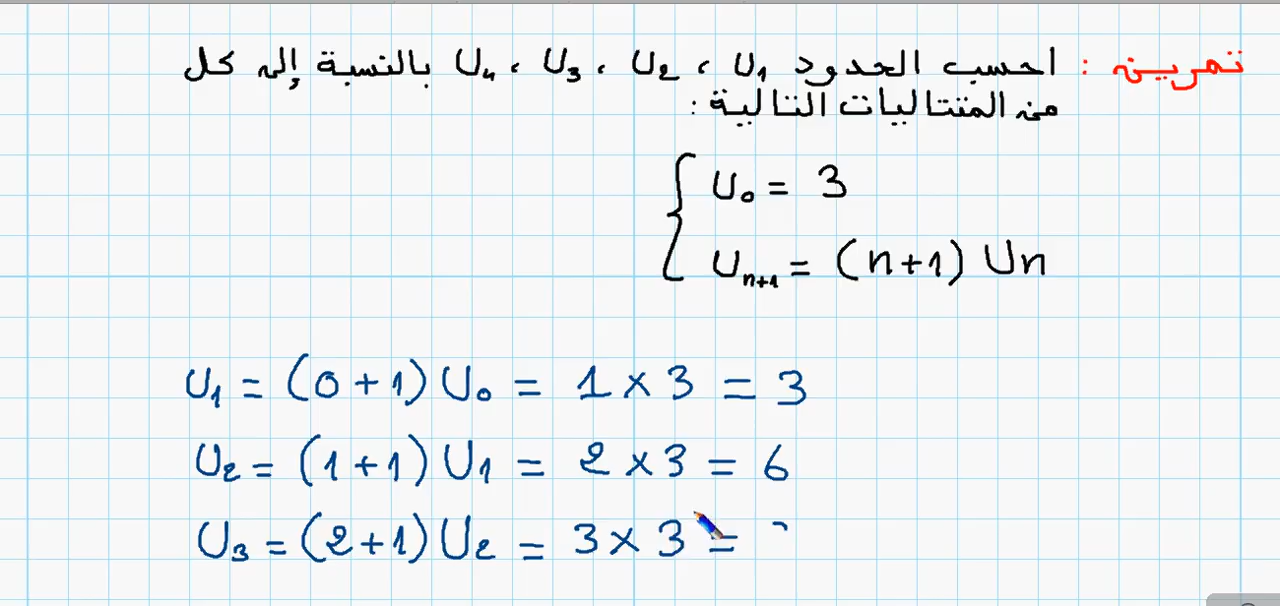 تمرين : احسب الحدود U₁ ، U₂ ، U₃ ، U₄ بالنسبة إلى كل
من المتتاليات التالية :
U₀ = 3
Uₙ₊₁ = (n+1) Un
U₁ = (0+1) U₀ = 1 × 3 = 3
U₂ = (1+1) U₁ = 2 × 3 = 6
U₃ = (2+1) U₂ = 3 × 3 =